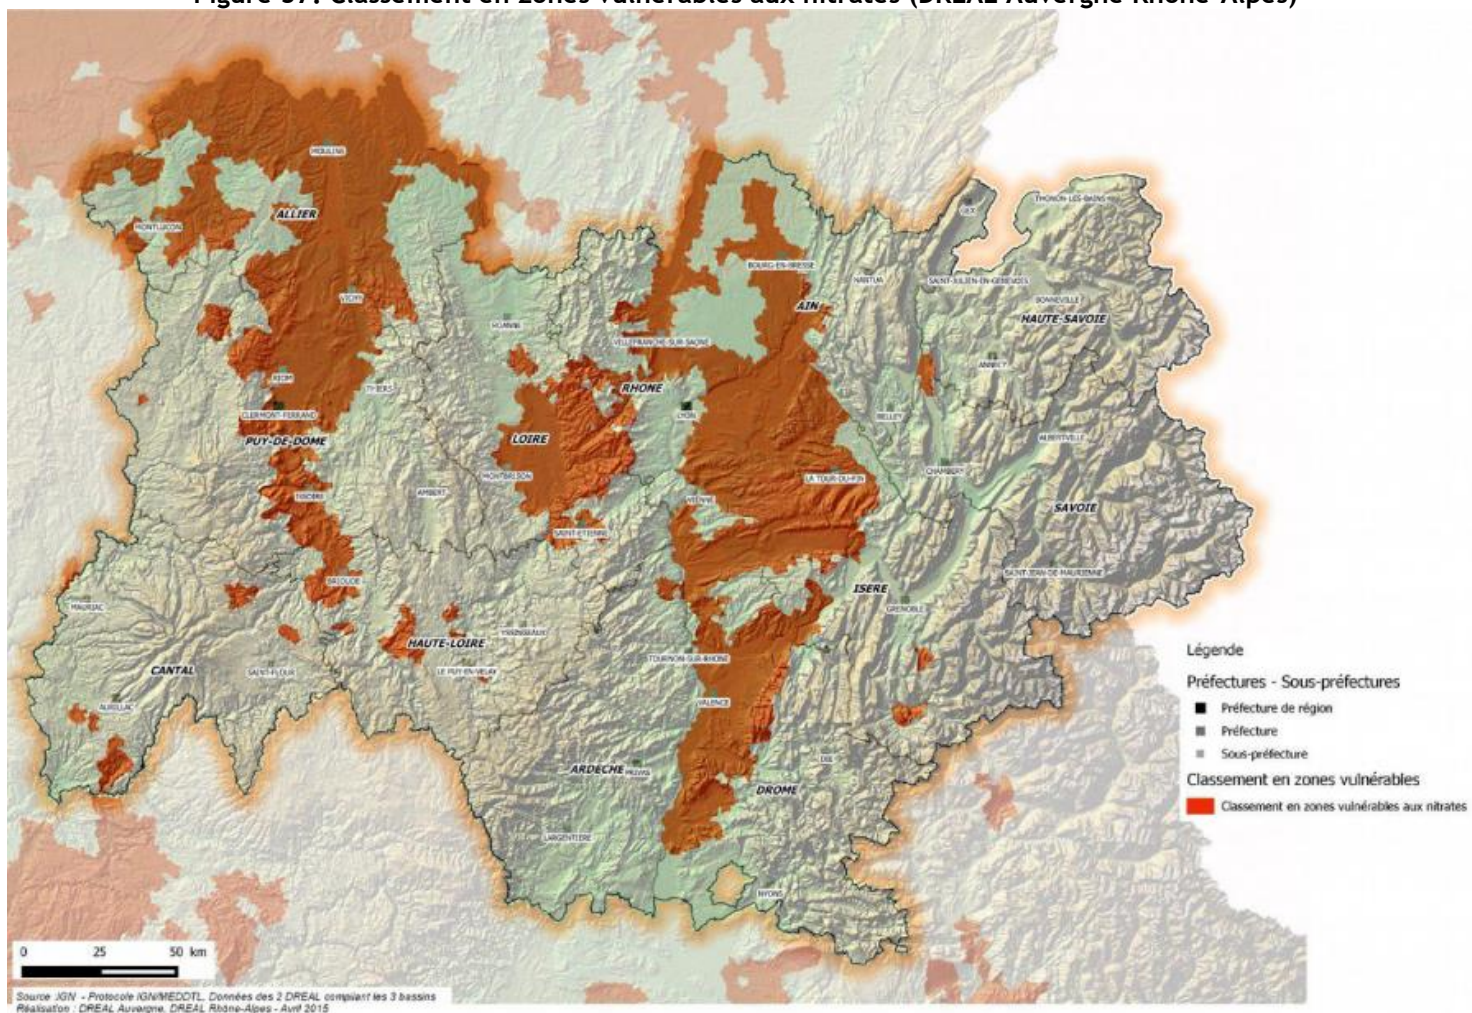 Figure 57: Classement en zones vulnérables aux nitrates (DREAL Auvergne Rhône-Alpes)
MOULINS
ALLIER
MONTLUCON
VICHY
RIOM
THIERS
CLERMONT-FERRAND
PUY-DE-DOME
ISSOIRE
AMBERT
BRIOUDE
MAURIAC
CANTAL
SAINT-FLOUR
AURILLAC
HAUTE-LOIRE
YSSINGEAUX
LE PUY-EN-VELAY
ROANNE
LOIRE
MONTBRISON
SAINT-ETIENNE
VILLEFRANCHE-SUR-SAONE
RHONE
LYON
BOURG-EN-BRESSE
AIN
NANTUA
GEX
BELLEY
THONON-LES-BAINS
SAINT-JULIEN-EN-GENEVOIS
BONNEVILLE
HAUTE-SAVOIE
ANNECY
ALBERTVILLE
CHAMBERY
SAVOIE
SAINT-JEAN-DE-MAURIENNE
LA TOUR-DU-PIN
VIENNE
ISERE
GRENOBLE
TOURNON-SUR-RHONE
VALENCE
ARDECHE
PRIVAS
DIE
DROME
LARGENTIERE
NYONS
Légende
Préfectures - Sous-préfectures
Préfecture de région
Préfecture
Sous-préfecture
Classement en zones vulnérables
Classement en zones vulnérables aux nitrates
0 25 50 km
Source :IGN - Protocole IGN/MEDDTL, Données des 2 DREAL compilant les 3 bassins
Réalisation : DREAL Auvergne, DREAL Rhône-Alpes - Avril 2015